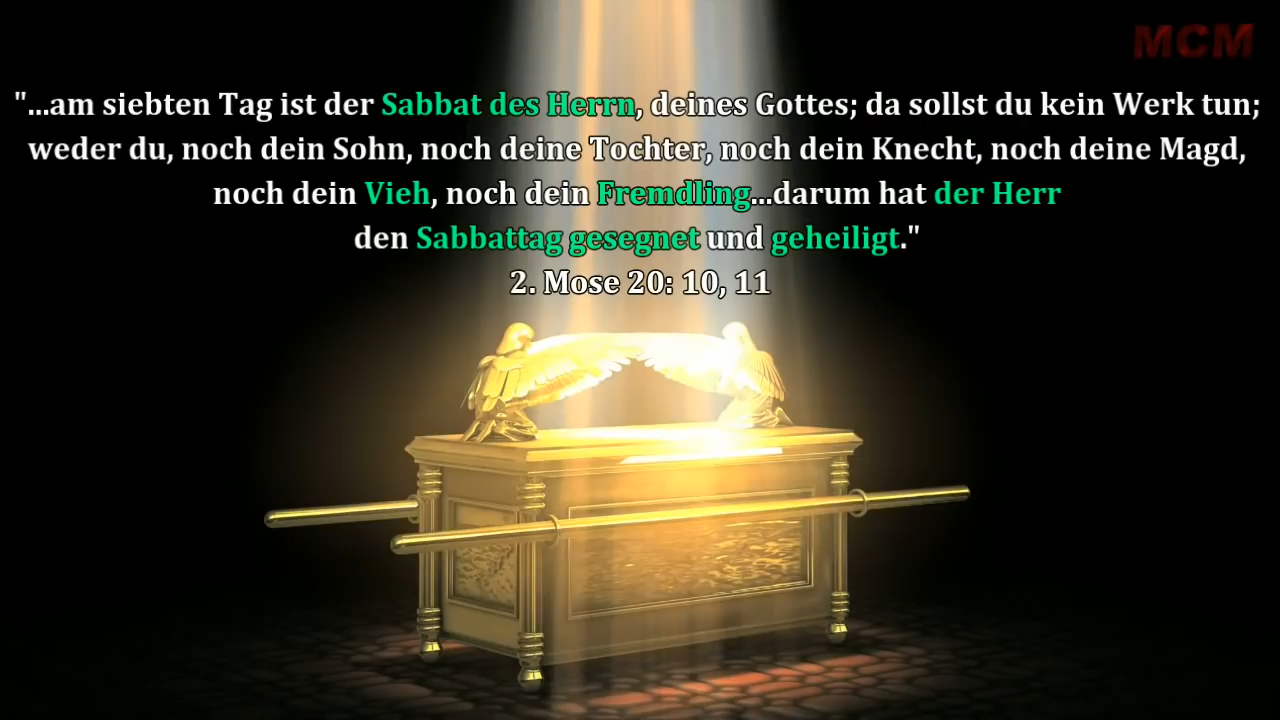 MCM
"...am siebten Tag ist der Sabbat des Herrn, deines Gottes; da sollst du kein Werk tun;
weder du, noch dein Sohn, noch deine Tochter, noch dein Knecht, noch deine Magd,
noch dein Vieh, noch dein Fremdling...darum hat der Herr
den Sabbattag gesegnet und geheiligt."
2. Mose 20: 10, 11